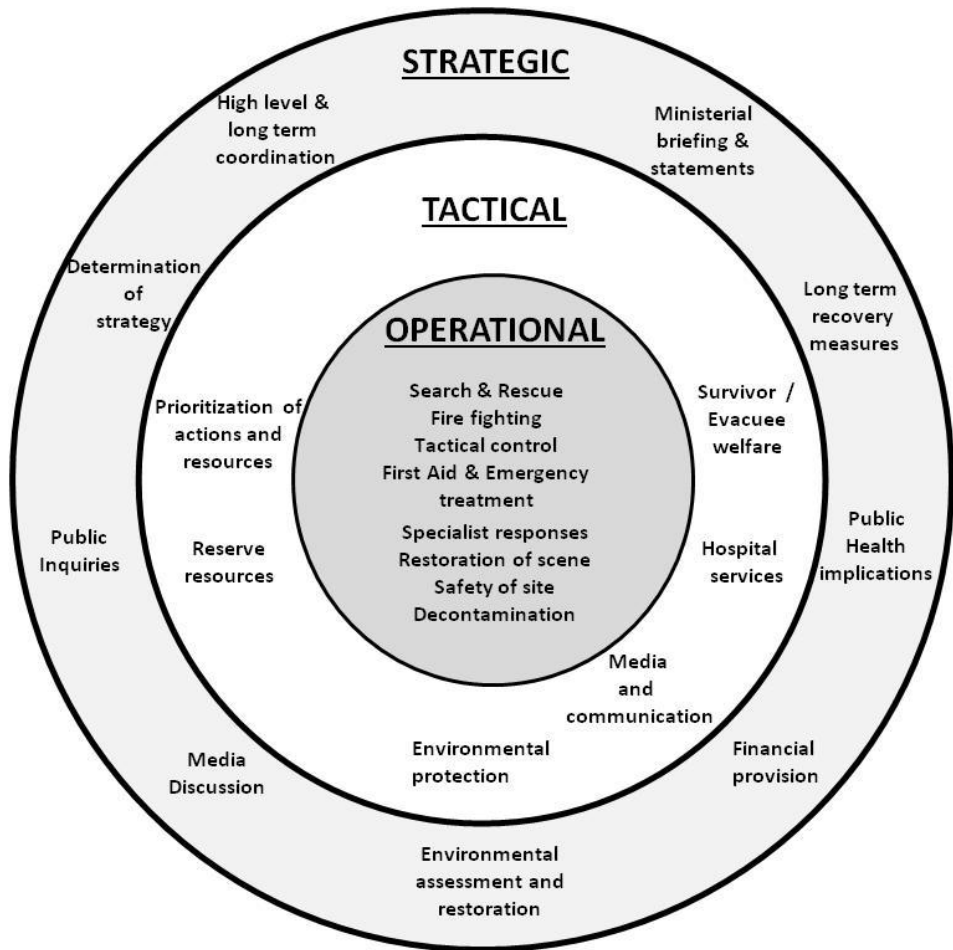 STRATEGIC
High level &
long term
coordination
Ministerial
briefing &
statements
TACTICAL
Determination
of
strategy
Long term
recovery
measures
OPERATIONAL
Search & Rescue
Fire fighting
Tactical control
First Aid & Emergency
treatment
Specialist responses
Restoration of scene
Safety of site
Decontamination
Prioritization of
actions and
resources
Survivor /
Evacuee
welfare
Public
Inquiries
Reserve
resources
Hospital
services
Public
Health
implications
Media
and
communication
Media
Discussion
Environmental
protection
Financial
provision
Environmental
assessment and
restoration